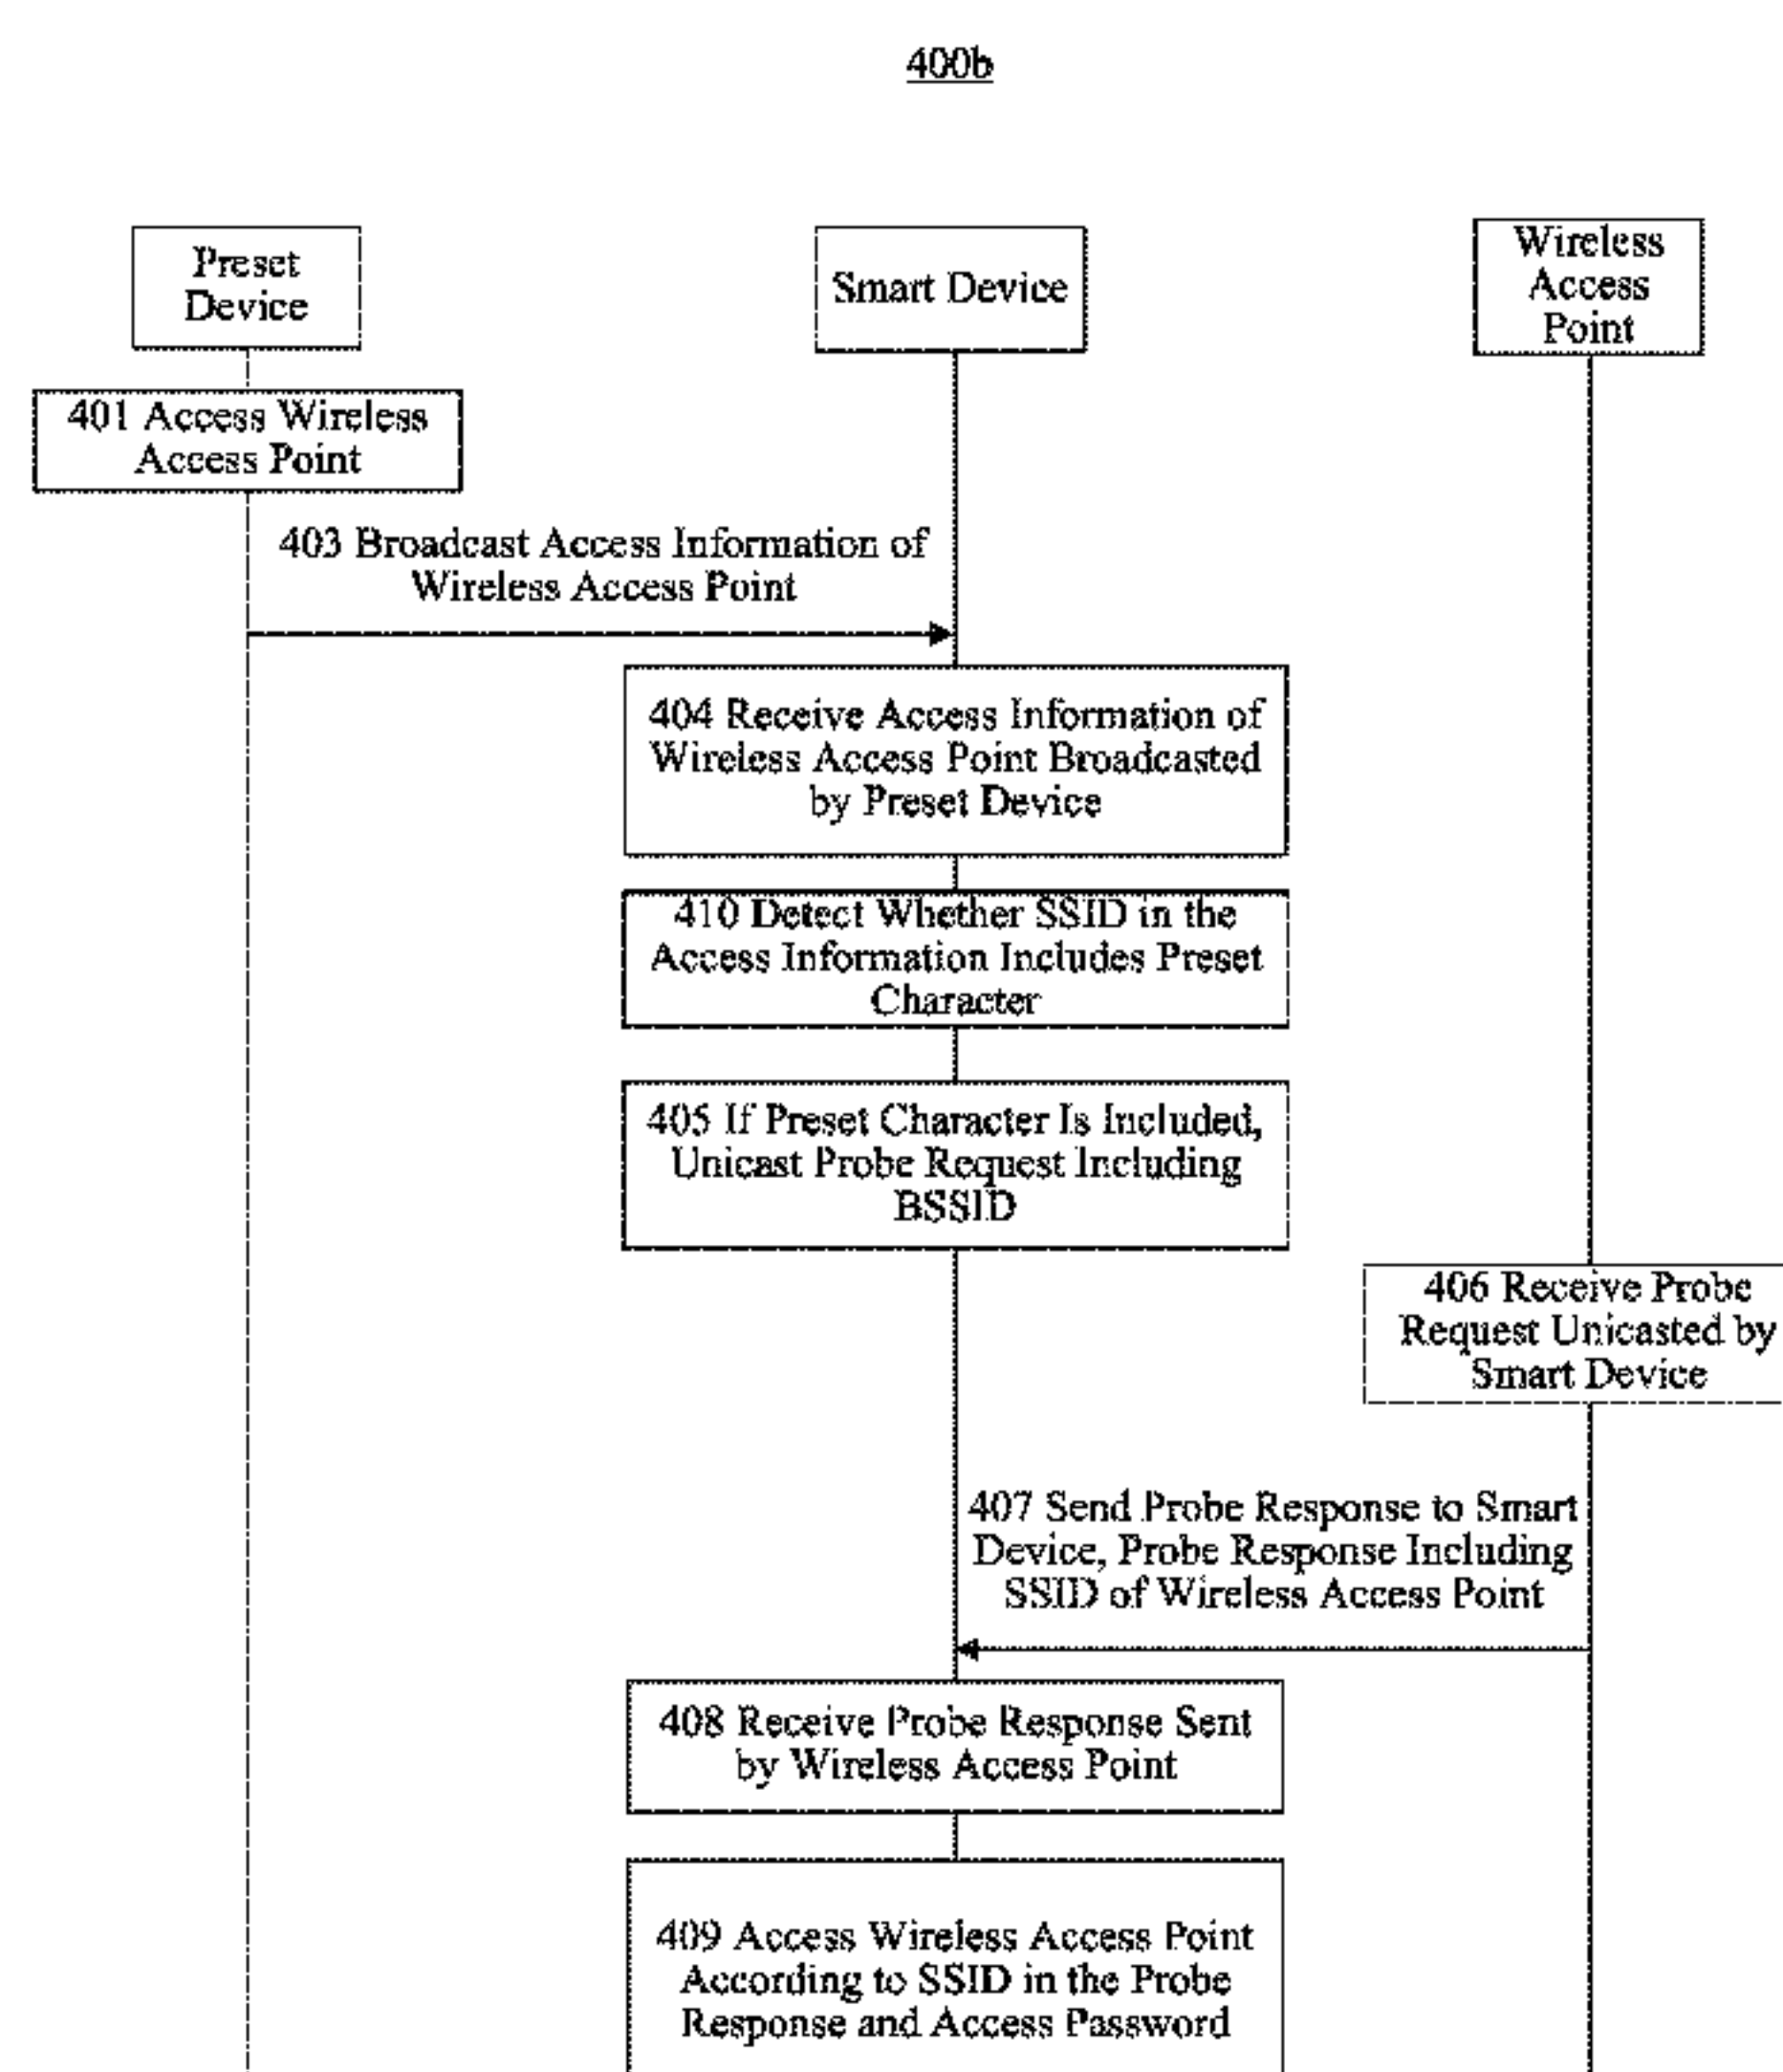 400b
Preset
Device
Smart Device
Wireless
Access
Point
401 Access Wireless
Access Point
403 Broadcast Access Information of
Wireless Access Point
404 Receive Access Information of
Wireless Access Point Broadcasted
by Preset Device
410 Detect Whether SSID in the
Access Information Includes Preset
Character
405 If Preset Character Is Included,
Unicast Probe Request Including
BSSID
406 Receive Probe
Request Unicasted by
Smart Device
407 Send Probe Response to Smart
Device, Probe Response Including
SSID of Wireless Access Point
408 Receive Probe Response Sent
by Wireless Access Point
409 Access Wireless Access Point
According to SSID in the Probe
Response and Access Password